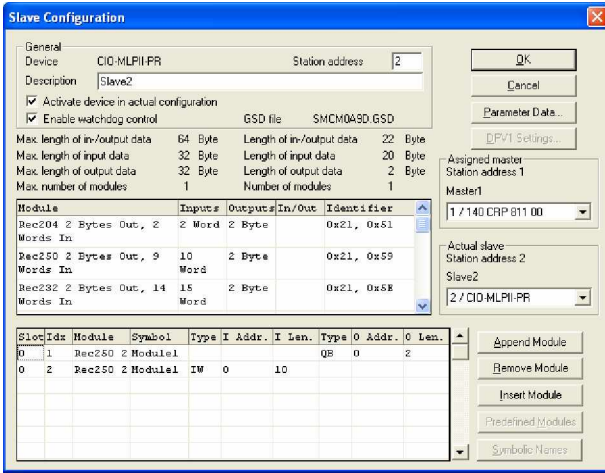 Slave Configuration
General
Device CIO-MLPII-PR Station address 2
Description Slave2
Activate device in actual configuration
Enable watchdog control GSD file SMCM0A9D.GSD
Max. length of in-/output data 64 Byte Length of in-/output data 22 Byte
Max. length of input data 32 Byte Length of input data 20 Byte
Max. length of output data 32 Byte Length of output data 2 Byte
Max. number of modules 1 Number of modules 1
Module Inputs Outputs In/Out Identifier
Rec204 2 Bytes Out, 2 2 Word 2 Byte 0x21, 0x51
Words In
Rec250 2 Bytes Out, 9 10 2 Byte 0x21, 0x59
Words In Word
Rec232 2 Bytes Out, 14 15 2 Byte 0x21, 0x5E
Words In Word
Slot Idx Module Symbol Type I Addr. I Len. Type O Addr. O Len.
0 1 Rec250 2 Module1 QB 0 2
0 2 Rec250 2 Module1 IW 0 10
OK
Cancel
Parameter Data...
DPV1 Settings...
Assigned master
Station address 1
Master1
1 / 140 CRP 811 00
Actual slave
Station address 2
Slave2
2 / CIO-MLPII-PR
Append Module
Remove Module
Insert Module
Predefined Modules
Symbolic Names